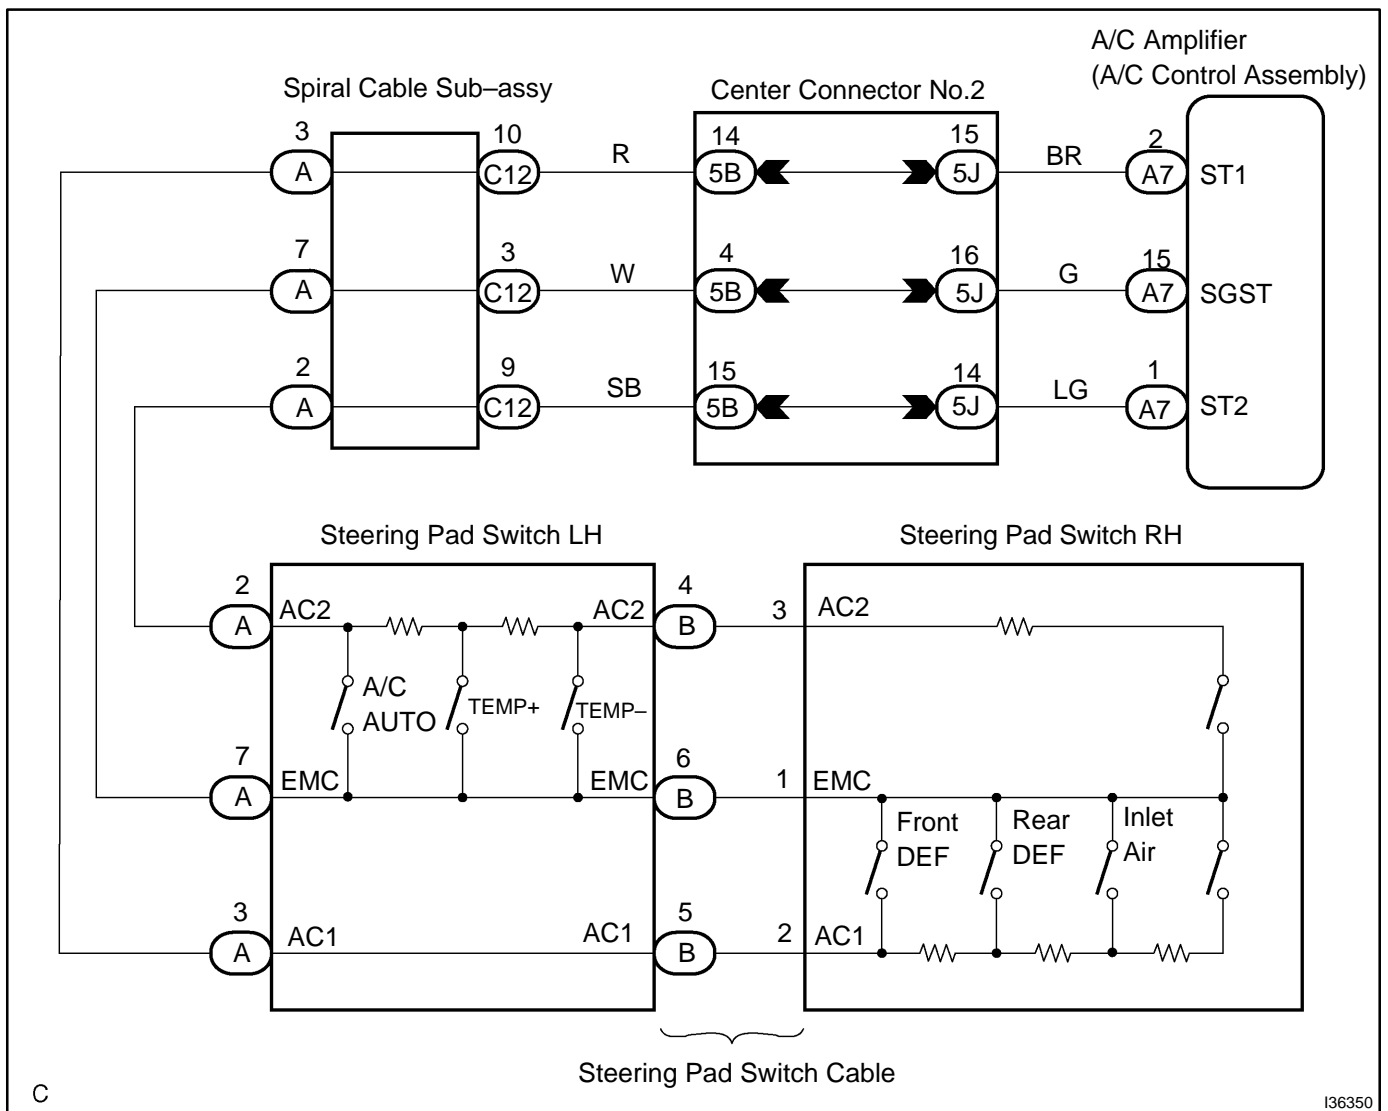 A/C Amplifier
(A/C Control Assembly)
Spiral Cable Sub–assy
Center Connector No.2
3
10
14
15
2
A
C12
R
5B
5J
BR
A7
ST1
7
3
4
16
15
A
C12
W
5B
5J
G
A7
SGST
2
9
15
14
1
A
C12
SB
5B
5J
LG
A7
ST2
Steering Pad Switch LH
Steering Pad Switch RH
2
A
AC2
AC2
4
B
3
AC2
A/C
AUTO
TEMP+
TEMP–
7
A
EMC
EMC
6
B
1
EMC
Front
DEF
Rear
DEF
Inlet
Air
3
A
AC1
AC1
5
B
2
AC1
Steering Pad Switch Cable
C
I36350